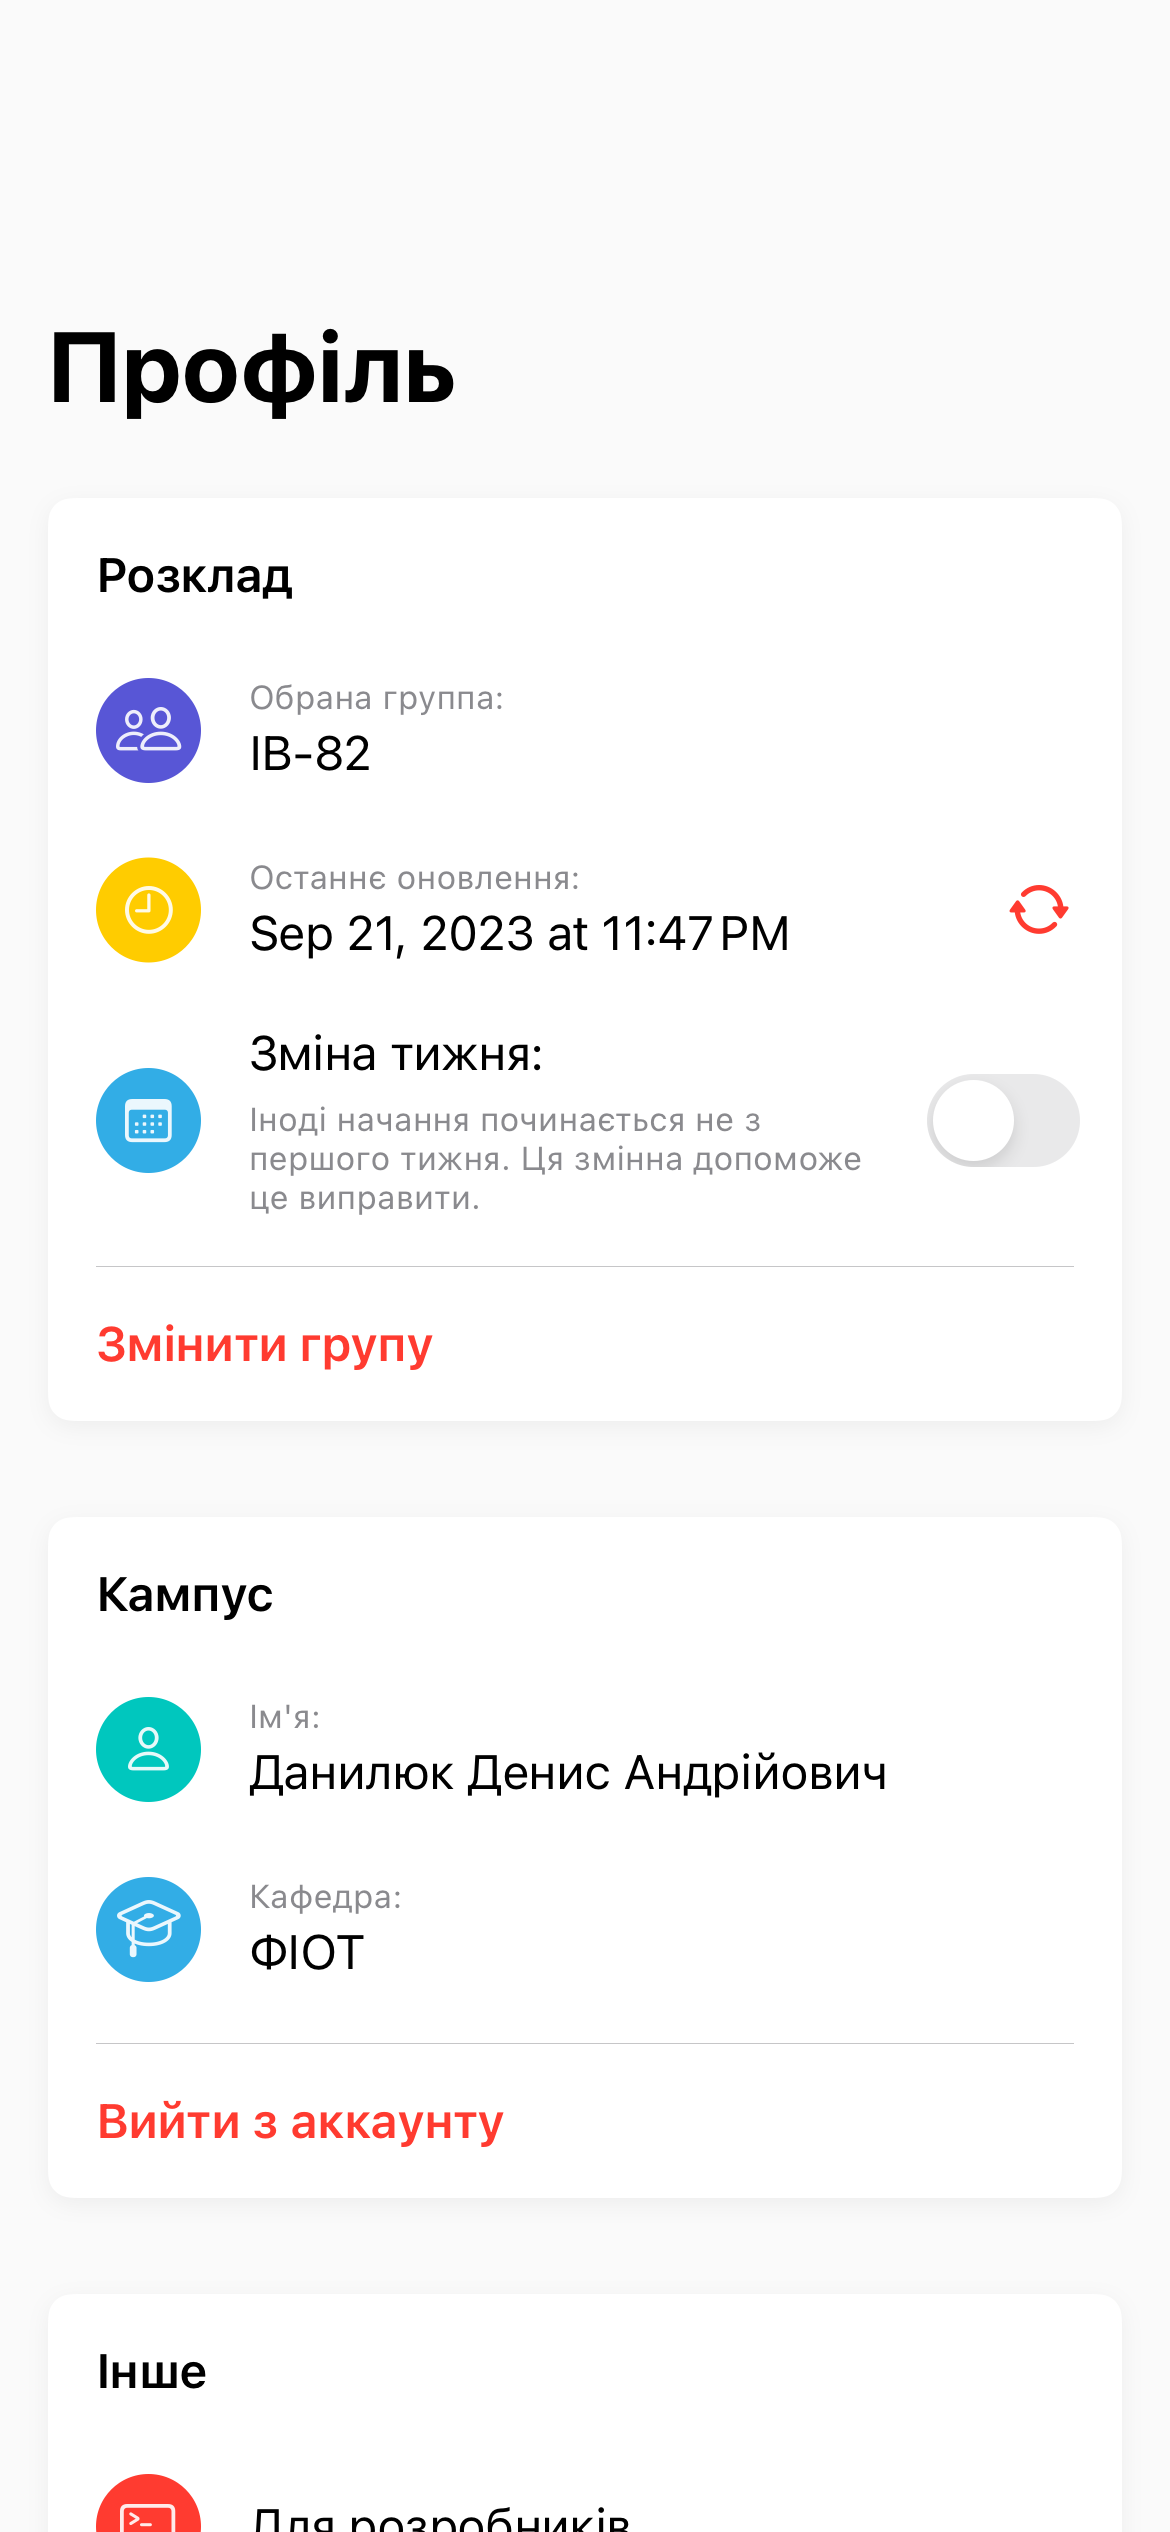 Профіль
Розклад
Обрана группа:
ІВ-82
Останнє оновлення:
Sep 21, 2023 at 11:47 PM
Зміна тижня:
Іноді начання починається не з
першого тижня. Ця змінна допоможе
це виправити.
Змінити групу
Кампус
Ім'я:
Данилюк Денис Андрійович
Кафедра:
ФІОТ
Вийти з аккаунту
Інше
Для розробників